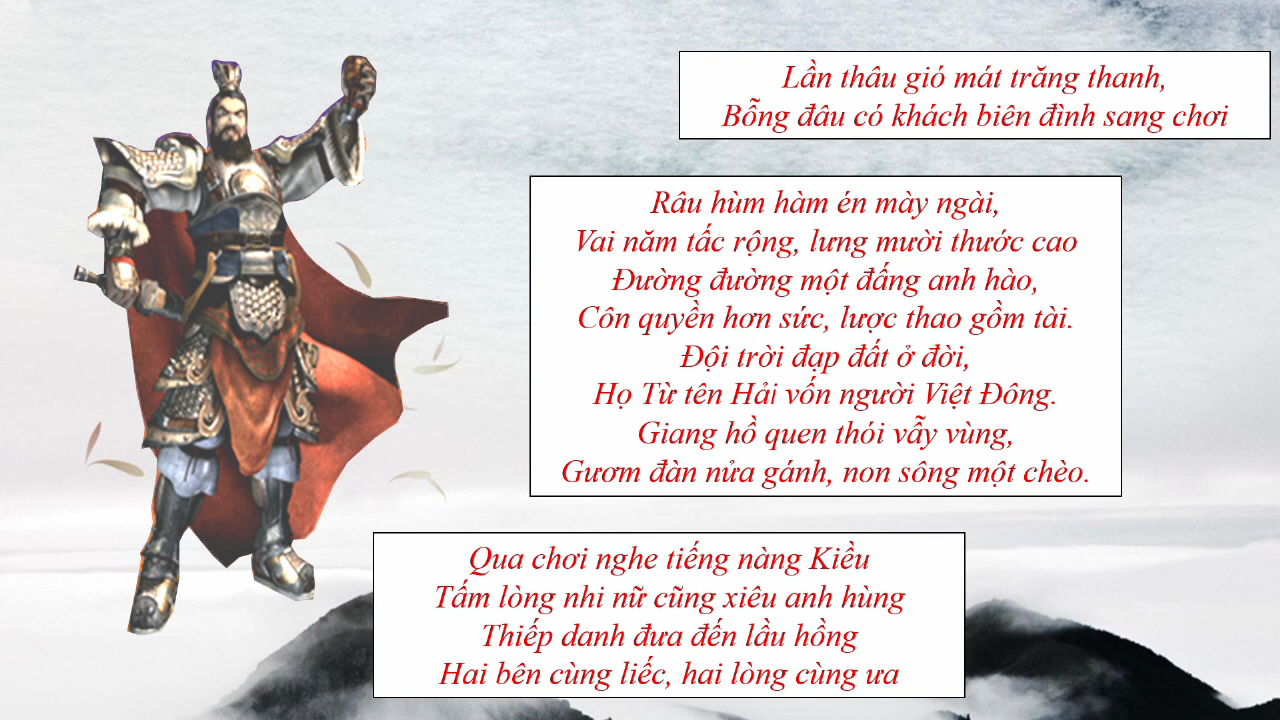 Lần thâu gió mát trăng thanh,
Bỗng đâu có khách biên đình sang chơi
Râu hùm hàm én mày ngài,
Vai năm tấc rộng, lưng mười thước cao
Đường đường một đấng anh hào,
Côn quyền hơn sức, lược thao gồm tài.
Đội trời đạp đất ở đời,
Họ Từ tên Hải vốn người Việt Đông.
Giang hồ quen thói vẫy vùng,
Gươm đàn nửa gánh, non sông một chèo.
Qua chơi nghe tiếng nàng Kiều
Tấm lòng nhi nữ cũng xiêu anh hùng
Thiếp danh đưa đến lầu hồng
Hai bên cùng liếc, hai lòng cùng ưa